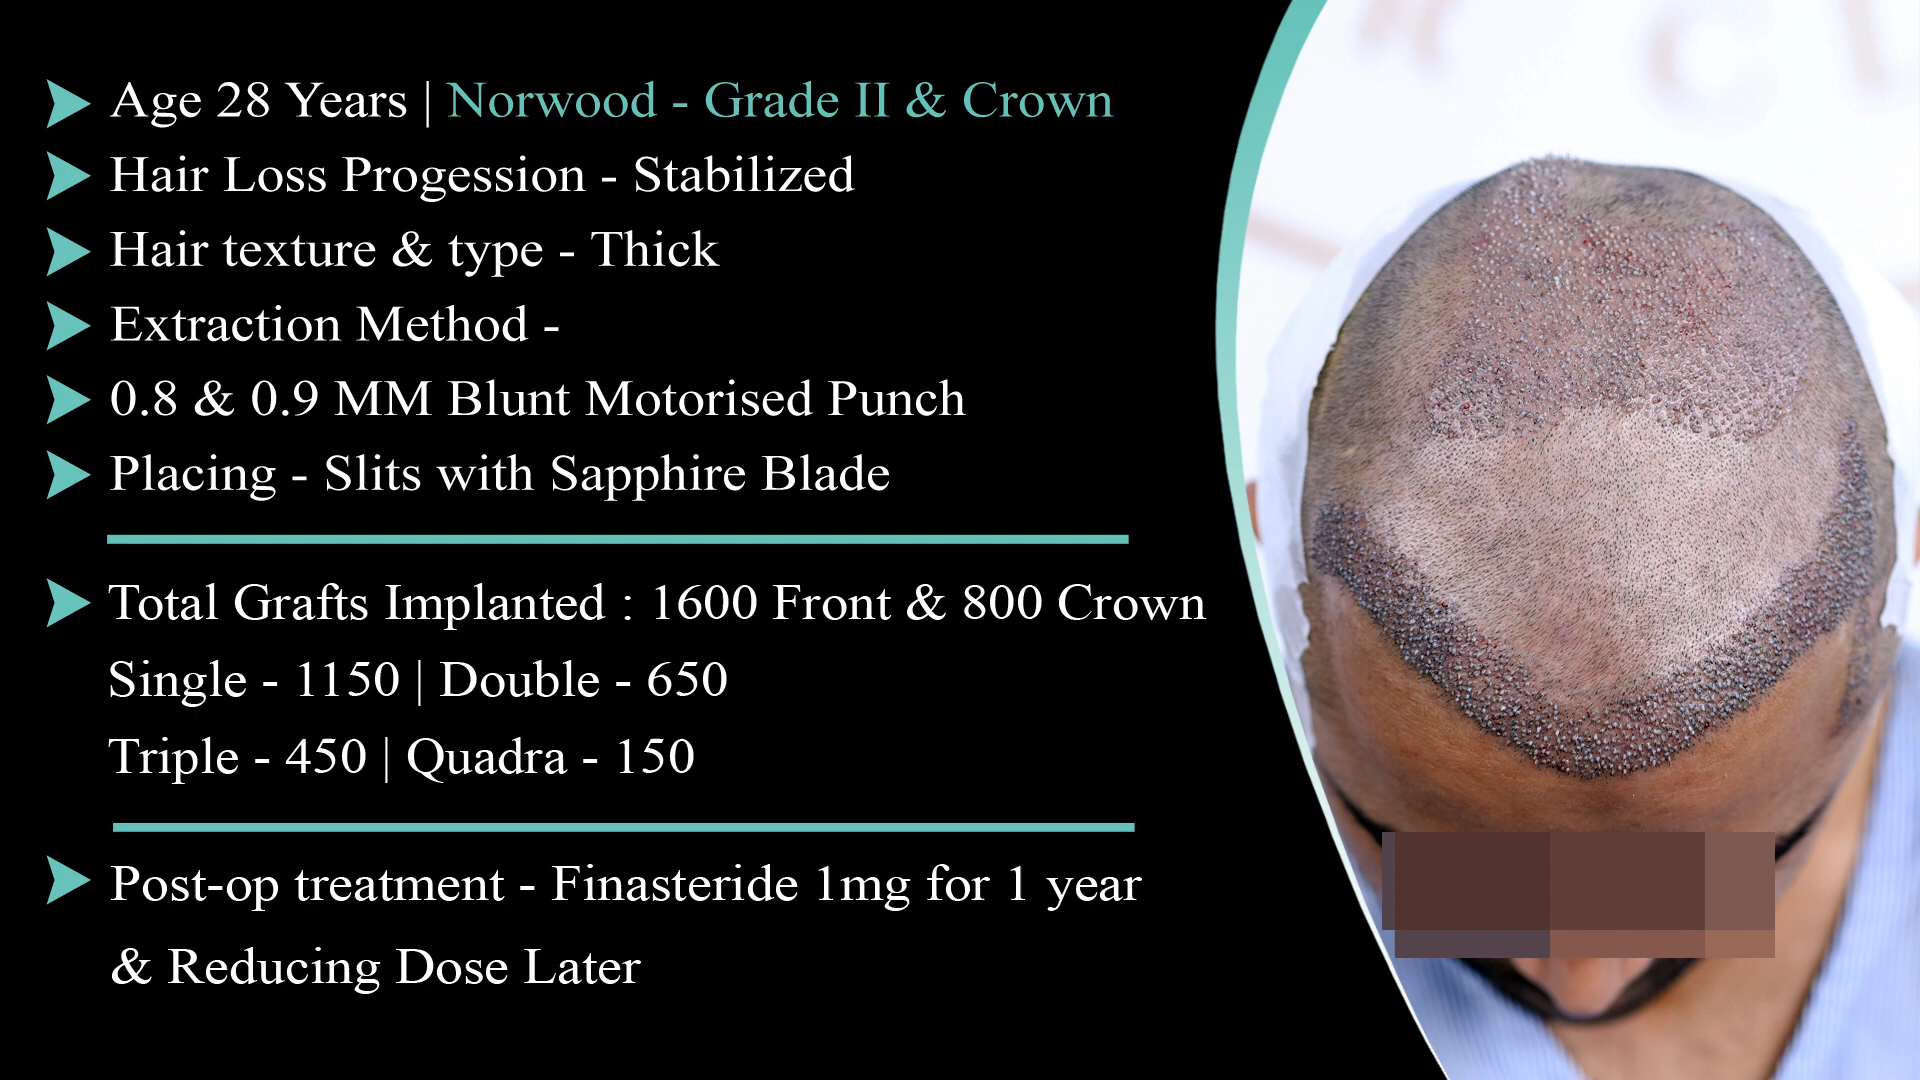 Age 28 Years | Norwood - Grade II & Crown
Hair Loss Progession - Stabilized
Hair texture & type - Thick
Extraction Method -
0.8 & 0.9 MM Blunt Motorised Punch
Placing - Slits with Sapphire Blade
Total Grafts Implanted : 1600 Front & 800 Crown
Single - 1150 | Double - 650
Triple - 450 | Quadra - 150
Post-op treatment - Finasteride 1mg for 1 year
& Reducing Dose Later